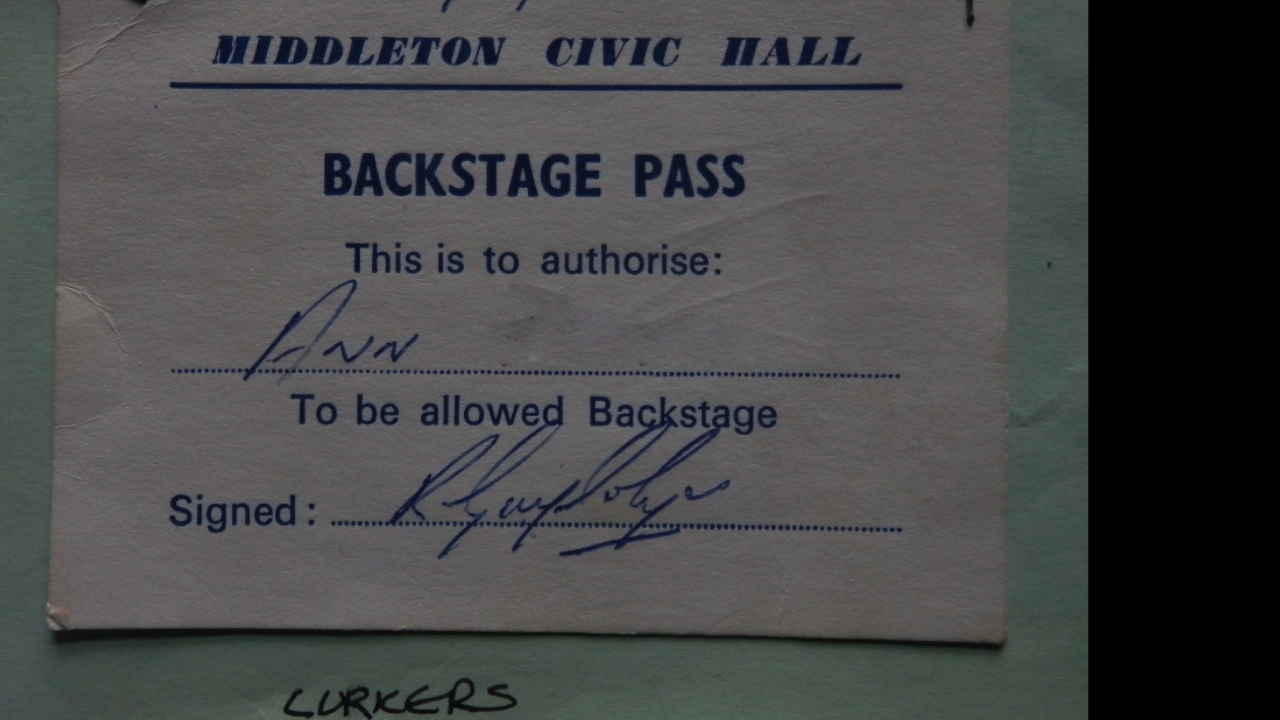 MIDDLETON CIVIC HALL
BACKSTAGE PASS
This is to authorise:
ANN
To be allowed Backstage
Signed:
LURKERS